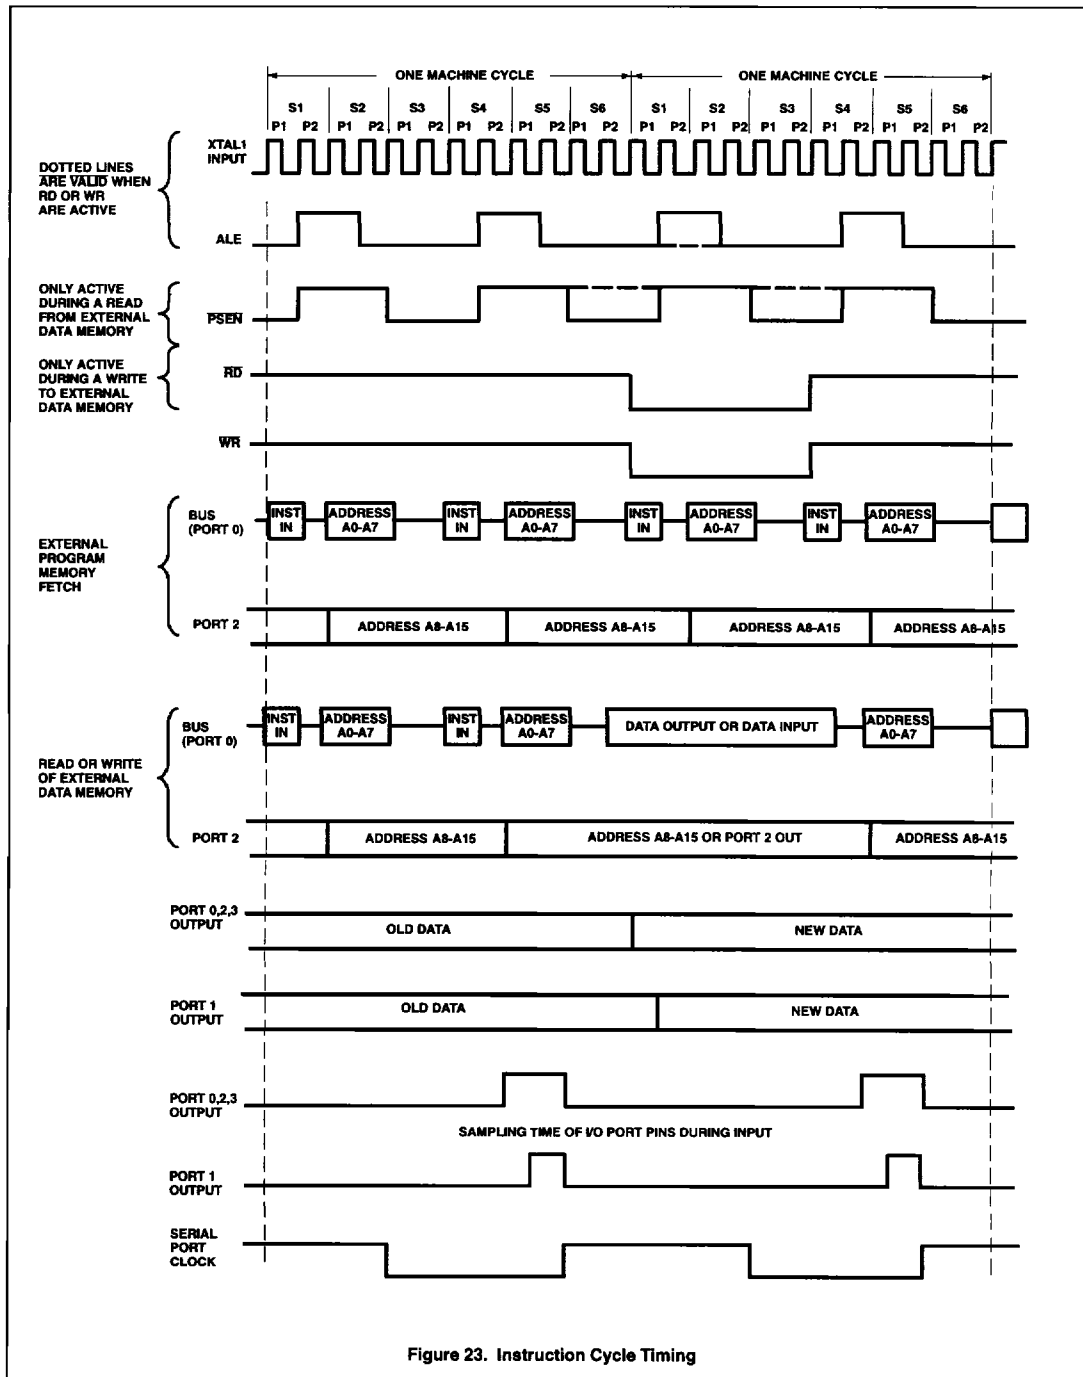 ONE MACHINE CYCLE ONE MACHINE CYCLE
S1 S2 S3 S4 S5 S6 S1 S2 S3 S4 S5 S6
P1 P2 P1 P2 P1 P2 P1 P2 P1 P2 P1 P2 P1 P2 P1 P2 P1 P2 P1 P2 P1 P2 P1 P2
XTAL1
INPUT
DOTTED LINES
ARE VALID WHEN
RD OR WR
ARE ACTIVE
ALE
ONLY ACTIVE
DURING A READ
FROM EXTERNAL
DATA MEMORY
PSEN
ONLY ACTIVE
DURING A WRITE
TO EXTERNAL
DATA MEMORY
RD
WR
EXTERNAL
PROGRAM
MEMORY
FETCH
BUS
(PORT 0)
INST
IN
ADDRESS
A0-A7
INST
IN
ADDRESS
A0-A7
INST
IN
ADDRESS
A0-A7
INST
IN
ADDRESS
A0-A7
PORT 2
ADDRESS A8-A15
ADDRESS A8-A15
ADDRESS A8-A15
ADDRESS A8-A15
READ OR WRITE
OF EXTERNAL
DATA MEMORY
BUS
(PORT 0)
INST
IN
ADDRESS
A0-A7
INST
IN
ADDRESS
A0-A7
DATA OUTPUT OR DATA INPUT
ADDRESS
A0-A7
PORT 2
ADDRESS A8-A15
ADDRESS A8-A15 OR PORT 2 OUT
ADDRESS A8-A15
PORT 0,2,3
OUTPUT
OLD DATA
NEW DATA
PORT 1
OUTPUT
OLD DATA
NEW DATA
PORT 0,2,3
OUTPUT
SAMPLING TIME OF I/O PORT PINS DURING INPUT
PORT 1
OUTPUT
SERIAL
PORT
CLOCK
Figure 23. Instruction Cycle Timing